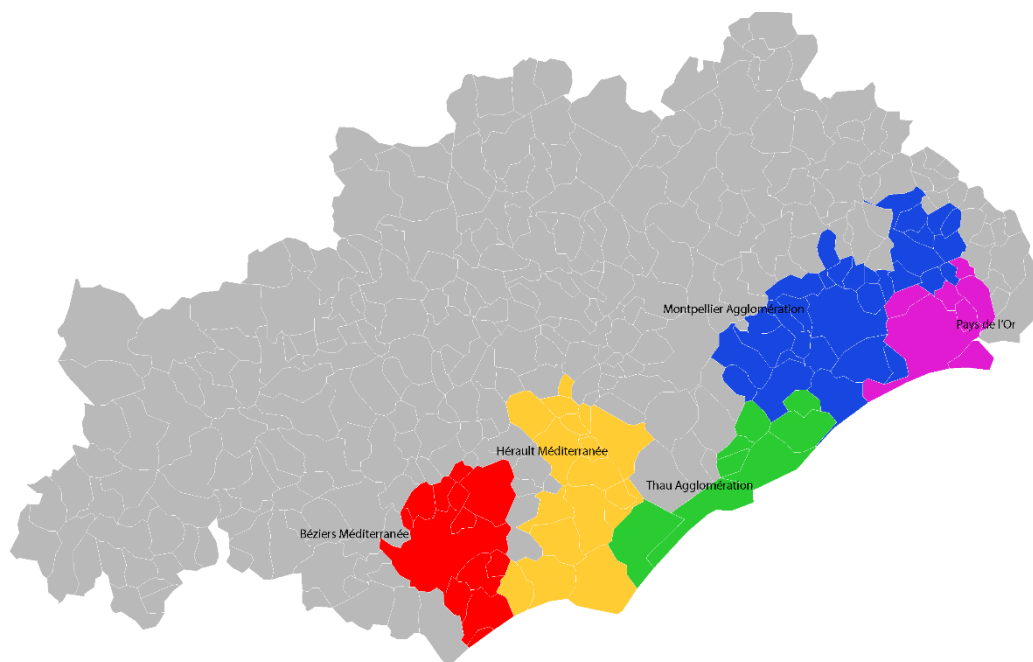 Montpellier Agglomération
Pays de l'Or
Hérault Méditerranée
Thau Agglomération
Béziers Méditerranée